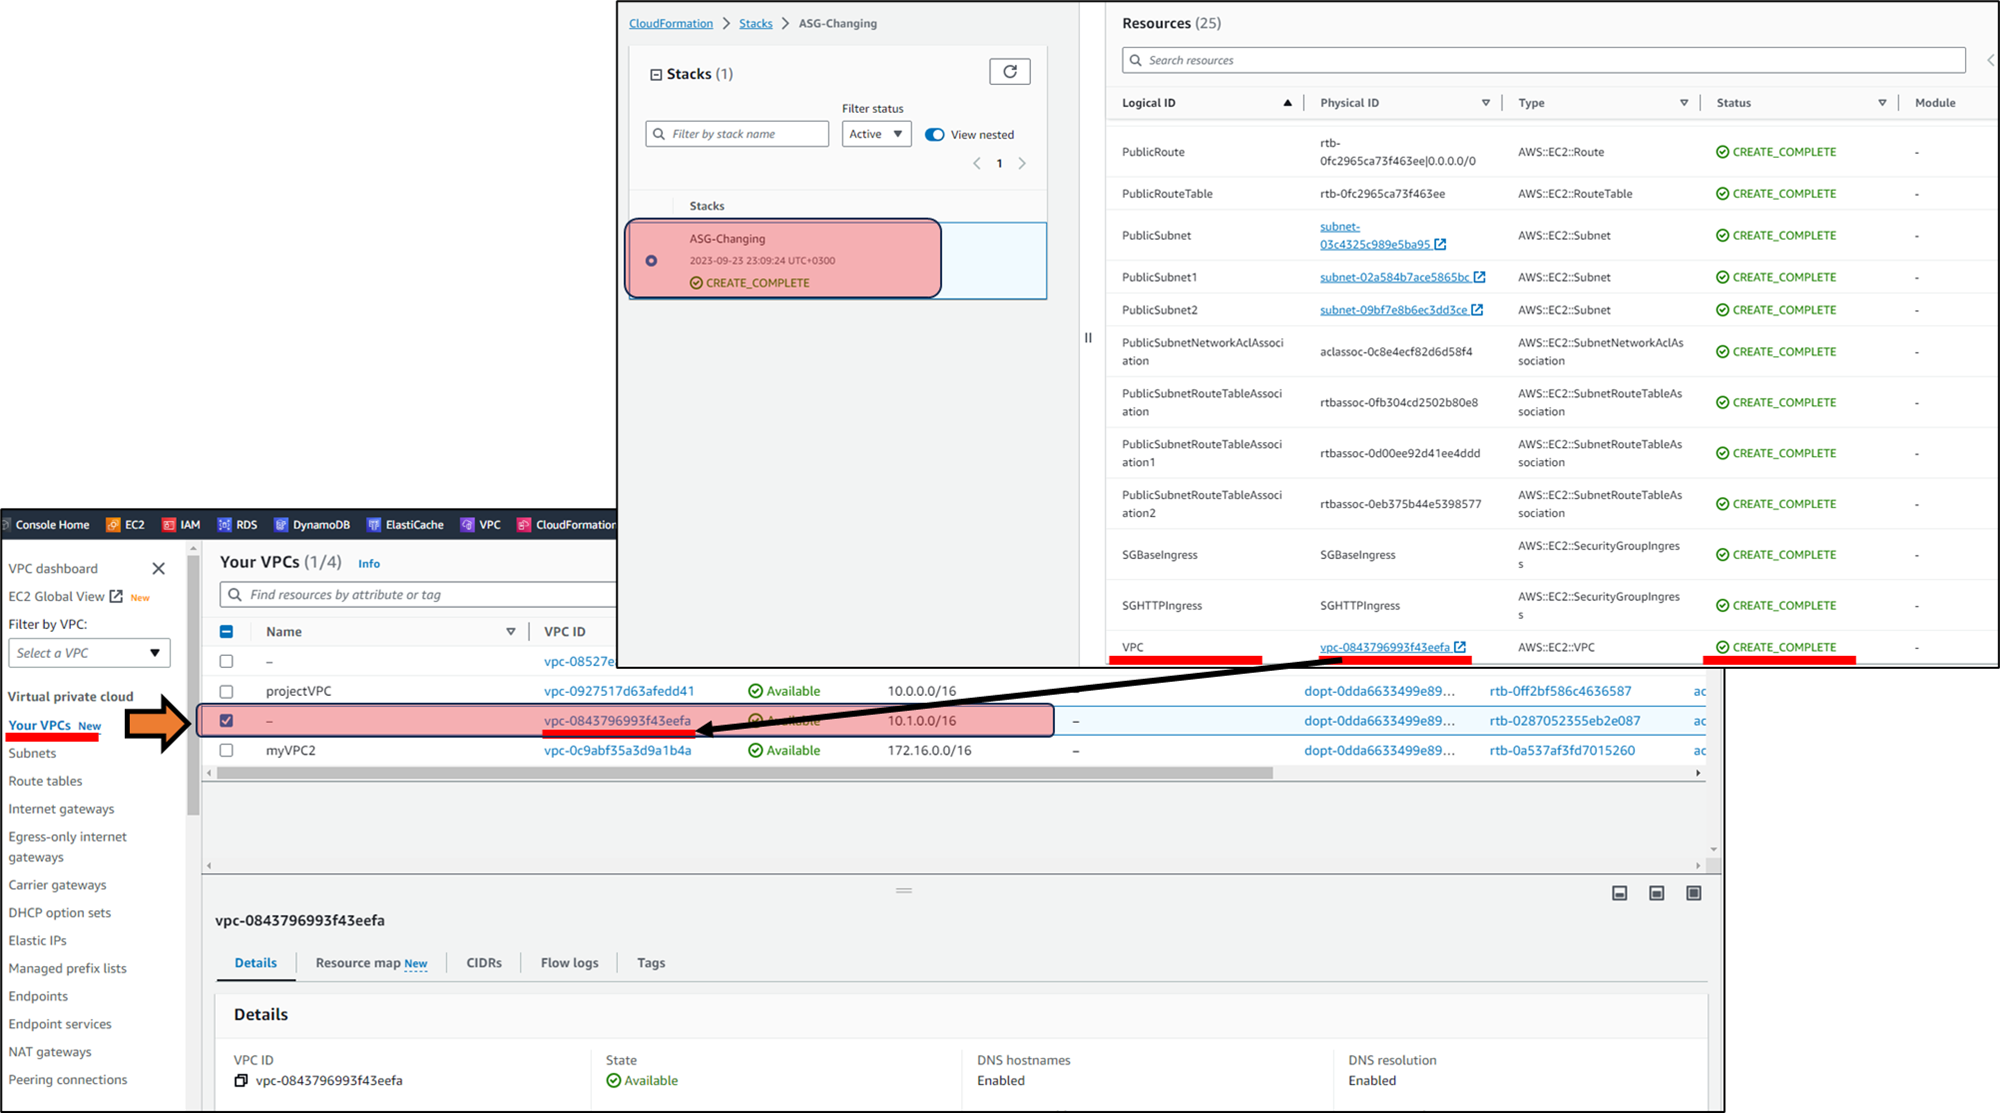 CloudFormation > Stacks > ASG-Changing
Stacks (1)
Filter status
Filter by stack name
Active
View nested
1
Stacks
ASG-Changing
2023-09-23 23:09:24 UTC+0300
CREATE_COMPLETE
Resources (25)
Search resources
Logical ID Physical ID Type Status Module
PublicRoute rtb-0fc2965ca73f463ee|0.0.0.0/0 AWS::EC2::Route CREATE_COMPLETE -
PublicRouteTable rtb-0fc2965ca73f463ee AWS::EC2::RouteTable CREATE_COMPLETE -
PublicSubnet subnet-03c4325c989e5ba95 AWS::EC2::Subnet CREATE_COMPLETE -
PublicSubnet1 subnet-02a584b7ace5865bc AWS::EC2::Subnet CREATE_COMPLETE -
PublicSubnet2 subnet-09bf7e8b6ec3dd3ce AWS::EC2::Subnet CREATE_COMPLETE -
PublicSubnetNetworkAclAssociation aclassoc-0c8e4ecf82d6d58f4 AWS::EC2::SubnetNetworkAclAssociation CREATE_COMPLETE -
PublicSubnetRouteTableAssociation rtbassoc-0fb304cd2502b80e8 AWS::EC2::SubnetRouteTableAssociation CREATE_COMPLETE -
PublicSubnetRouteTableAssociation1 rtbassoc-0d00ee92d41ee4ddd AWS::EC2::SubnetRouteTableAssociation CREATE_COMPLETE -
PublicSubnetRouteTableAssociation2 rtbassoc-0eb375b44e5398577 AWS::EC2::SubnetRouteTableAssociation CREATE_COMPLETE -
SGBaseIngress SGBaseIngress AWS::EC2::SecurityGroupIngress CREATE_COMPLETE -
SGHTTPIngress SGHTTPIngress AWS::EC2::SecurityGroupIngress CREATE_COMPLETE -
VPC vpc-0843796993f43eefa AWS::EC2::VPC CREATE_COMPLETE -
Console Home EC2 IAM RDS DynamoDB ElastiCache VPC CloudFormation
VPC dashboard
EC2 Global View New
Filter by VPC:
Select a VPC
Virtual private cloud
Your VPCs New
Subnets
Route tables
Internet gateways
Egress-only internet
gateways
Carrier gateways
DHCP option sets
Elastic IPs
Managed prefix lists
Endpoints
Endpoint services
NAT gateways
Peering connections
Your VPCs (1/4) Info
Find resources by attribute or tag
Name VPC ID
– vpc-08527e
projectVPC vpc-0927517d63afedd41 Available 10.0.0.0/16 – dopt-0dda6633499e89... rtb-0ff2bf586c4636587 ac
– vpc-0843796993f43eefa Available 10.1.0.0/16 – dopt-0dda6633499e89... rtb-0287052355eb2e087 ac
myVPC2 vpc-0c9abf35a3d9a1b4a Available 172.16.0.0/16 – dopt-0dda6633499e89... rtb-0a537af3fd7015260 ac
vpc-0843796993f43eefa
Details Resource map New CIDRs Flow logs Tags
Details
VPC ID State DNS hostnames DNS resolution
vpc-0843796993f43eefa Available Enabled Enabled